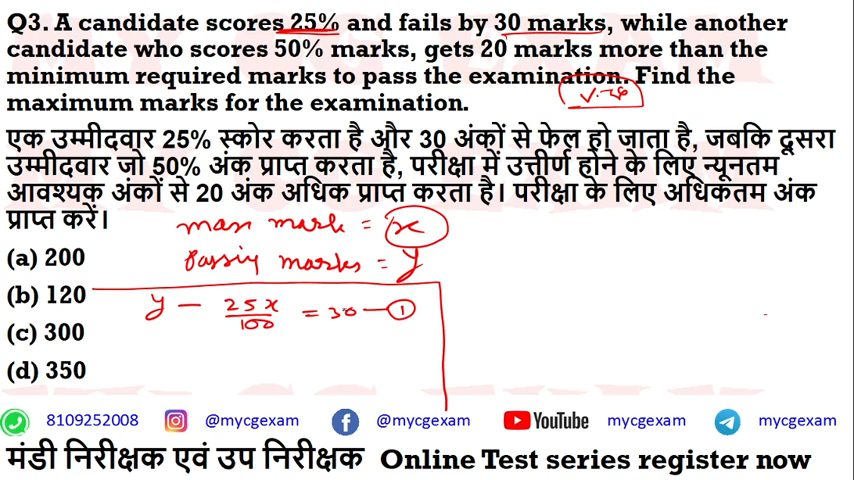 Q3. A candidate scores 25% and fails by 30 marks, while another
candidate who scores 50% marks, gets 20 marks more than the
minimum required marks to pass the examination. Find the
maximum marks for the examination.
एक उम्मीदवार 25% स्कोर करता है और 30 अंकों से फेल हो जाता है, जबकि दूसरा
उम्मीदवार जो 50% अंक प्राप्त करता है, परीक्षा में उत्तीर्ण होने के लिए न्यूनतम
आवश्यक अंकों से 20 अंक अधिक प्राप्त करता है। परीक्षा के लिए अधिकतम अंक
प्राप्त करें।
max mark = x
Passing marks = y
(a) 200
(b) 120
y - 25x/100 = 30 - ①
(c) 300
(d) 350
8109252008 @mycgexam @mycgexam YouTube mycgexam mycgexam
मंडी निरीक्षक एवं उप निरीक्षक Online Test series register now